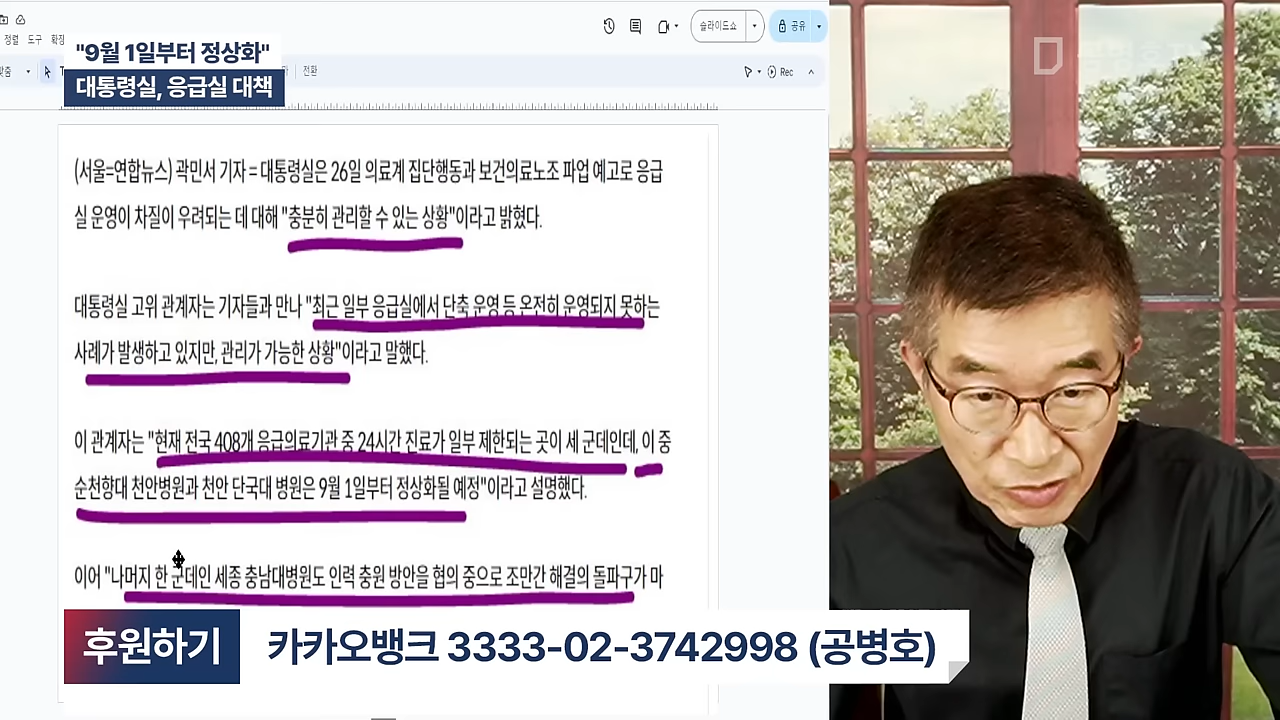 정렬 도구 확장
슬라이드쇼
공유
"9월 1일부터 정상화"
대통령실, 응급실 대책
전환
Rec
(서울=연합뉴스) 곽민서 기자 = 대통령실은 26일 의료계 집단행동과 보건의료노조 파업 예고로 응급
실 운영이 차질이 우려되는 데 대해 "충분히 관리할 수 있는 상황"이라고 밝혔다.
대통령실 고위 관계자는 기자들과 만나 "최근 일부 응급실에서 단축 운영 등 온전히 운영되지 못하는
사례가 발생하고 있지만, 관리가 가능한 상황"이라고 말했다.
이 관계자는 "현재 전국 408개 응급의료기관 중 24시간 진료가 일부 제한되는 곳이 세 군데인데, 이 중
순천향대 천안병원과 천안 단국대 병원은 9월 1일부터 정상화될 예정"이라고 설명했다.
이어 "나머지 한 군데인 세종 충남대병원도 인력 충원 방안을 협의 중으로 조만간 해결의 돌파구가 마
후원하기
카카오뱅크 3333-02-3742998 (공병호)